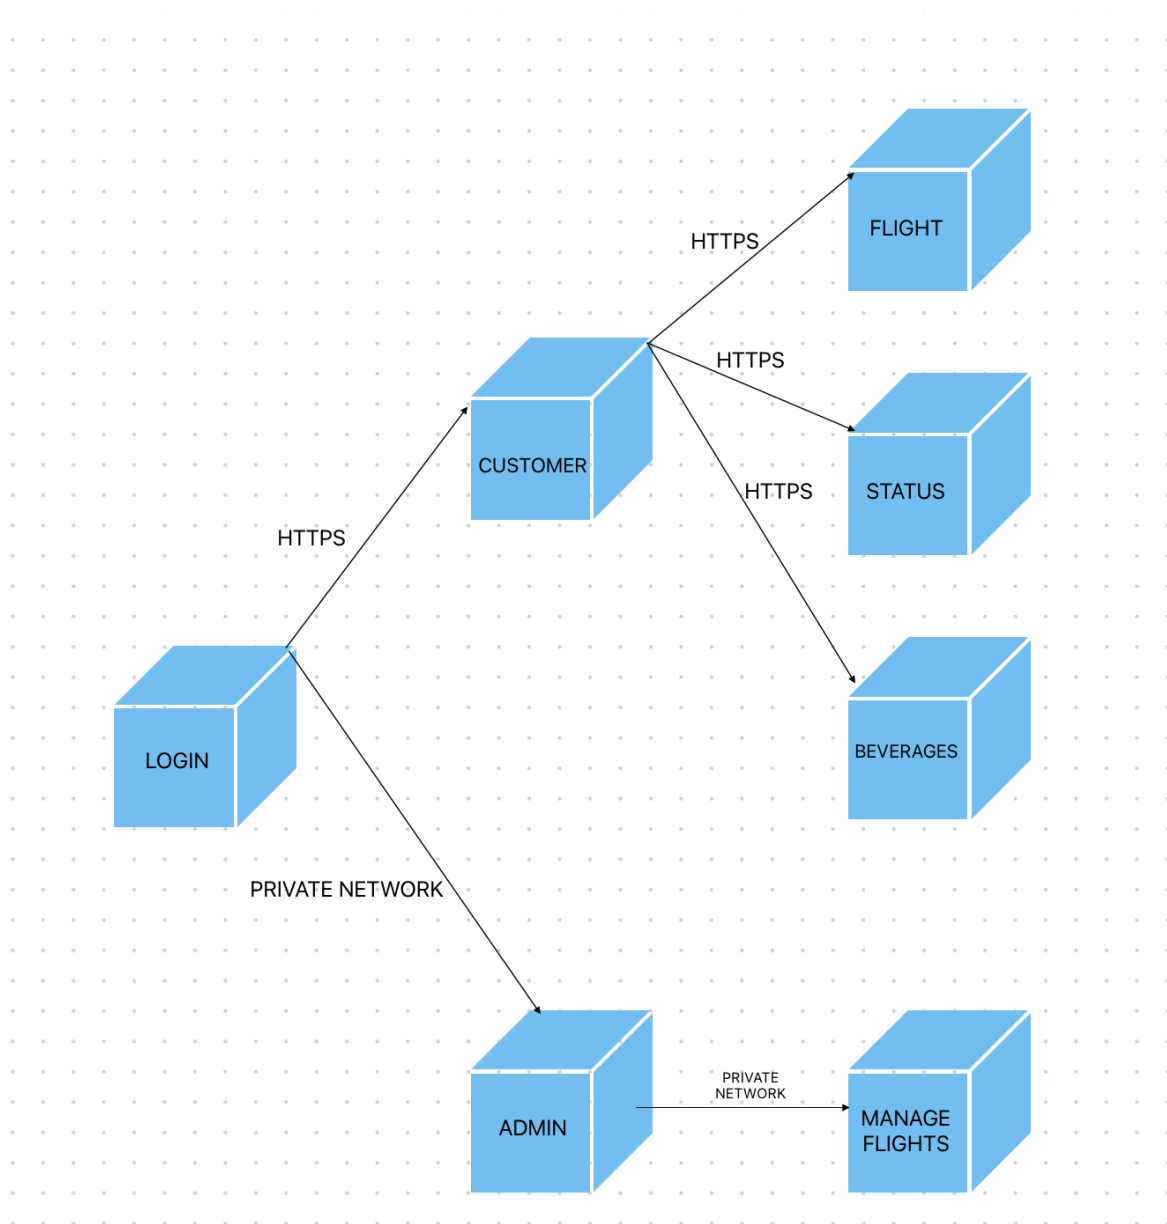 FLIGHT
HTTPS
HTTPS
CUSTOMER
HTTPS
STATUS
HTTPS
BEVERAGES
LOGIN
PRIVATE NETWORK
PRIVATE
NETWORK
ADMIN
MANAGE
FLIGHTS